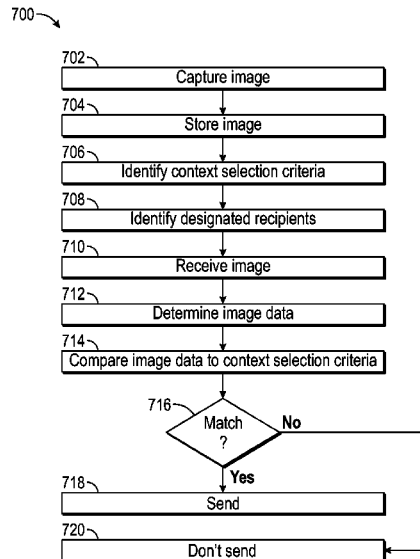 700
702
Capture image
704
Store image
706
Identify context selection criteria
708
Identify designated recipients
710
Receive image
712
Determine image data
714
Compare image data to context selection criteria
716
Match
?
No
Yes
718
Send
720
Don't send